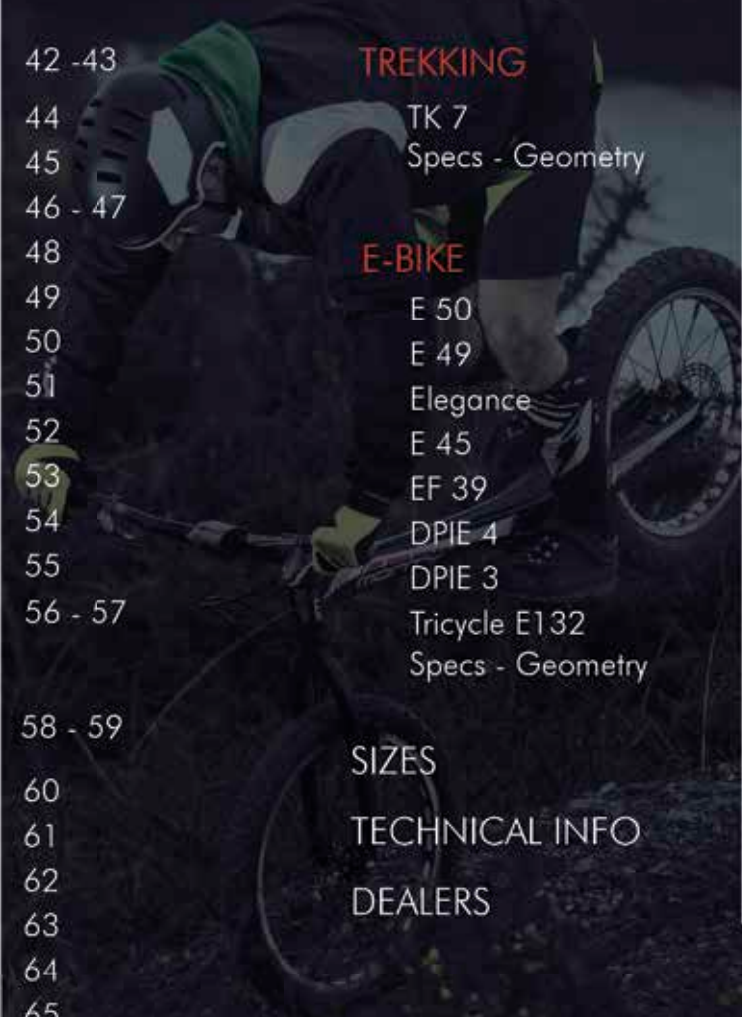 42 -43
44
45
46 - 47
48
49
50
51
52
53
54
55
56 - 57
58 - 59
60
61
62
63
64
65
TREKKING
TK 7
Specs - Geometry
E-BIKE
E 50
E 49
Elegance
E 45
EF 39
DPIE 4
DPIE 3
Tricycle E132
Specs - Geometry
SIZES
TECHNICAL INFO
DEALERS